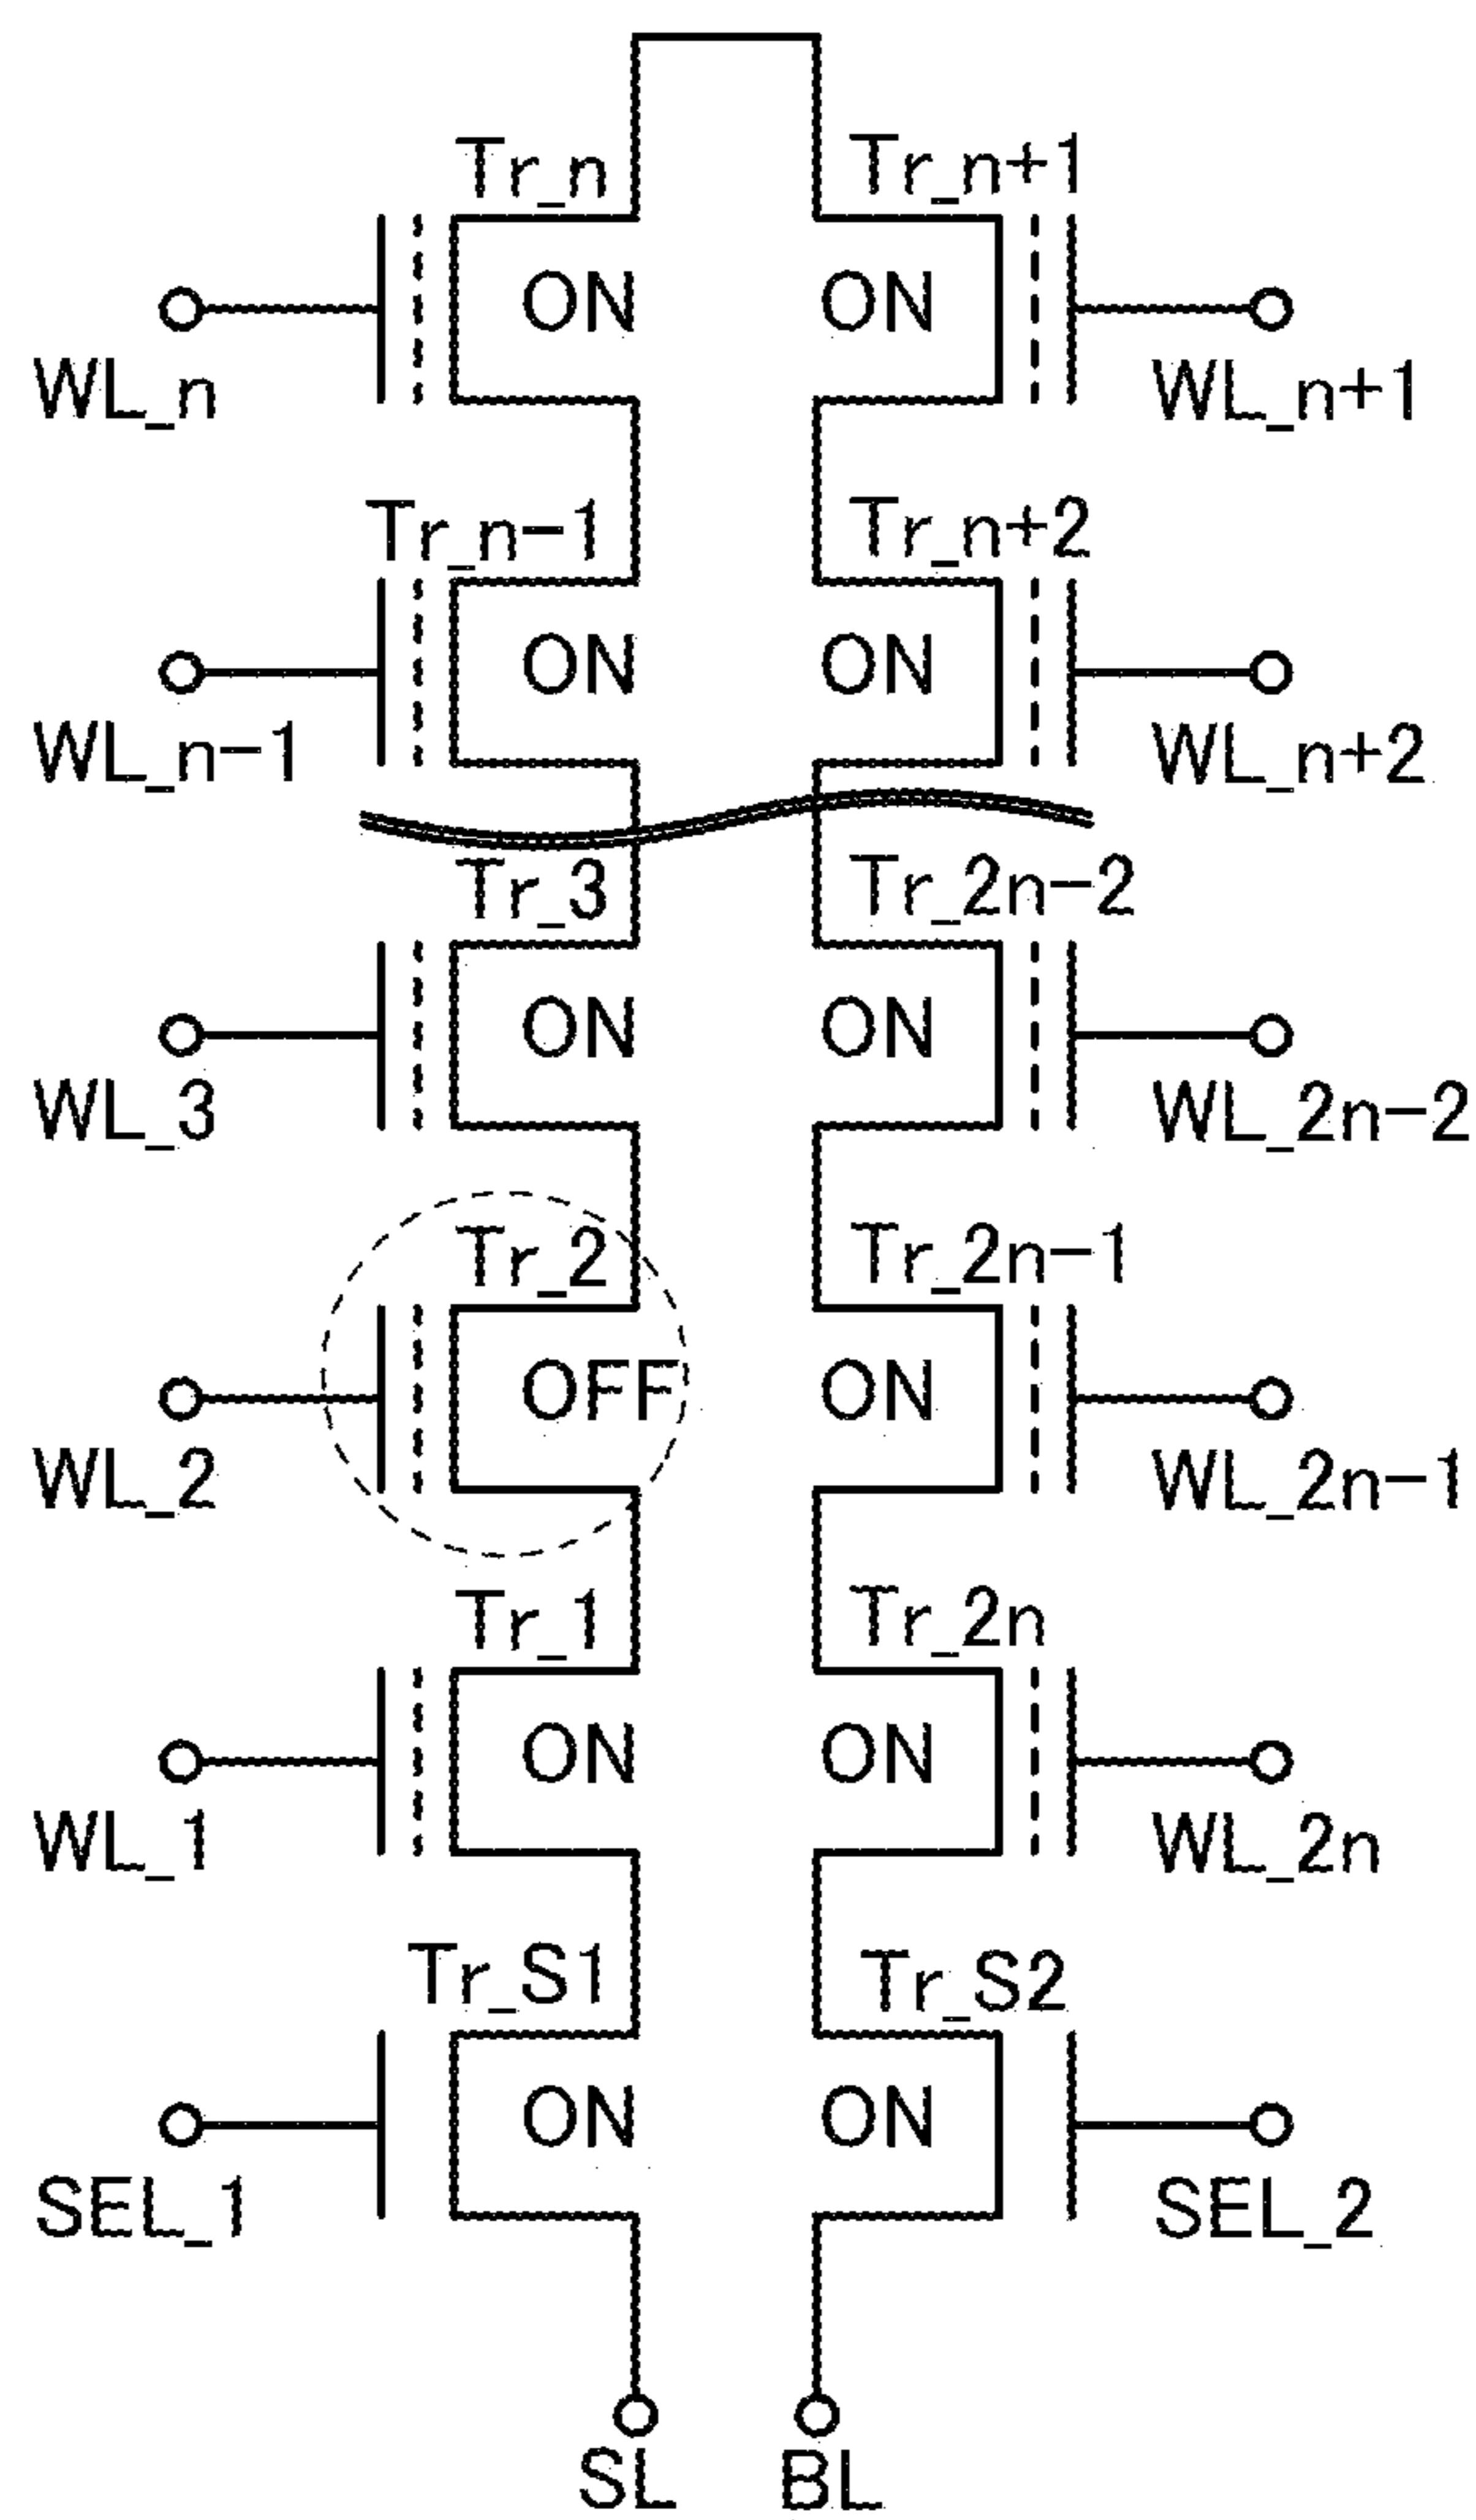 Tr_n Tr_n+1
ON ON
WL_n WL_n+1
Tr_n-1 Tr_n+2
ON ON
WL_n-1 WL_n+2
Tr_3 Tr_2n-2
ON ON
WL_3 WL_2n-2
Tr_2 Tr_2n-1
OFF ON
WL_2 WL_2n-1
Tr_1 Tr_2n
ON ON
WL_1 WL_2n
Tr_S1 Tr_S2
ON ON
SEL_1 SEL_2
SL BL